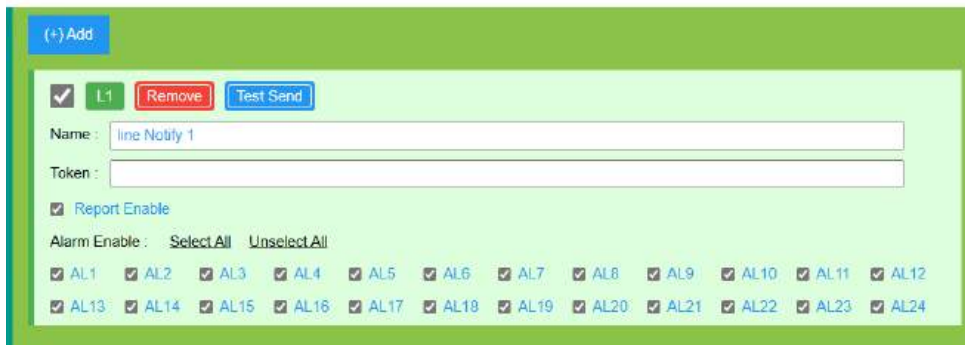 (+) Add
L1 Remove Test Send
Name : line Notify 1
Token :
Report Enable
Alarm Enable : Select All Unselect All
AL1 AL2 AL3 AL4 AL5 AL6 AL7 AL8 AL9 AL10 AL11 AL12
AL13 AL14 AL15 AL16 AL17 AL18 AL19 AL20 AL21 AL22 AL23 AL24